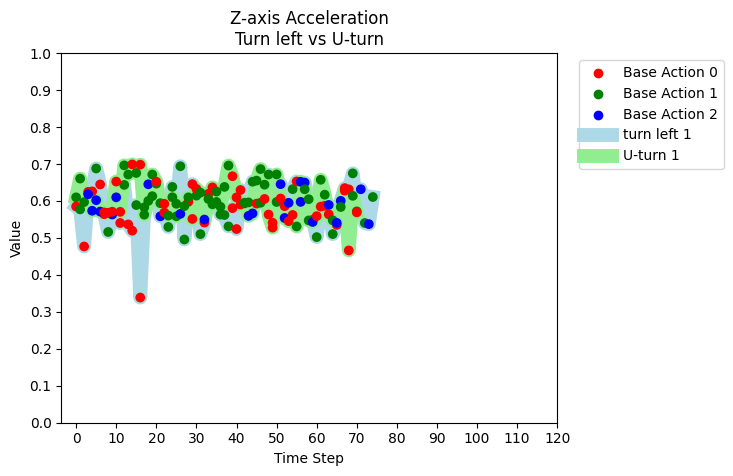 Z-axis Acceleration
Turn left vs U-turn
Value
1.0
0.9
0.8
0.7
0.6
0.5
0.4
0.3
0.2
0.1
0.0
0 10 20 30 40 50 60 70 80 90 100 110 120
Time Step
Base Action 0
Base Action 1
Base Action 2
turn left 1
U-turn 1